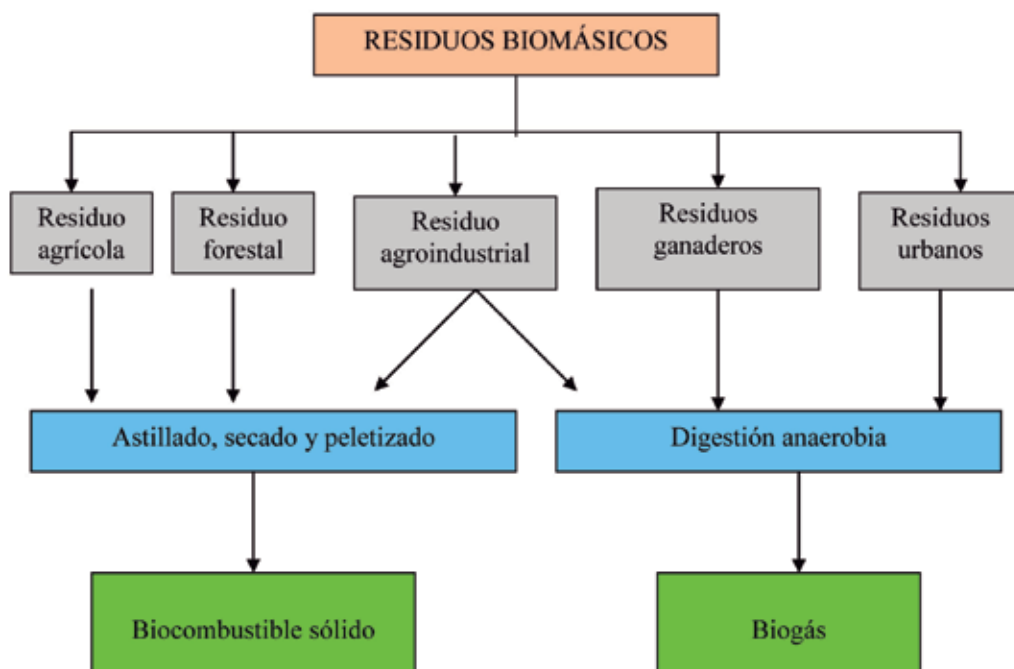 RESIDUOS BIOMÁSICOS
Residuo
agrícola
Residuo
forestal
Residuo
agroindustrial
Residuos
ganaderos
Residuos
urbanos
Astillado, secado y peletizado
Digestión anaerobia
Biocombustible sólido
Biogás